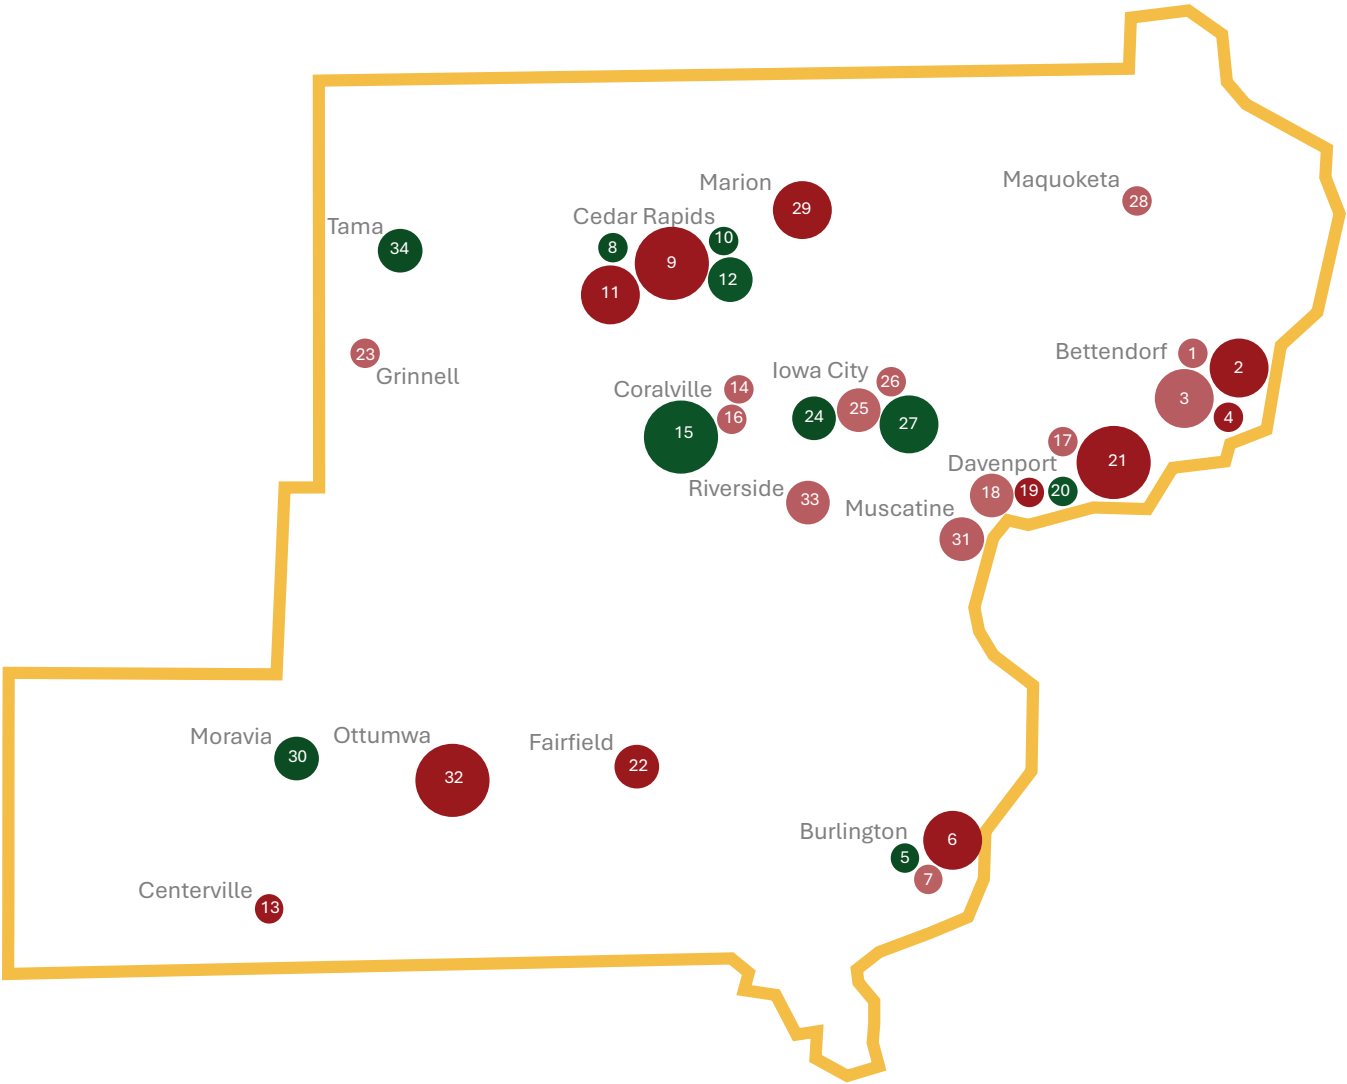 Marion
29
Maquoketa
28
Tama
34
Cedar Rapids
8
9
10
11
12
23
Grinnell
Bettendorf
1
2
3
4
Coralville
14
15
16
Iowa City
26
24
25
27
17
Davenport
21
18
19
20
Riverside
33
Muscatine
31
Moravia
30
Ottumwa
32
Fairfield
22
Burlington
6
5
7
Centerville
13